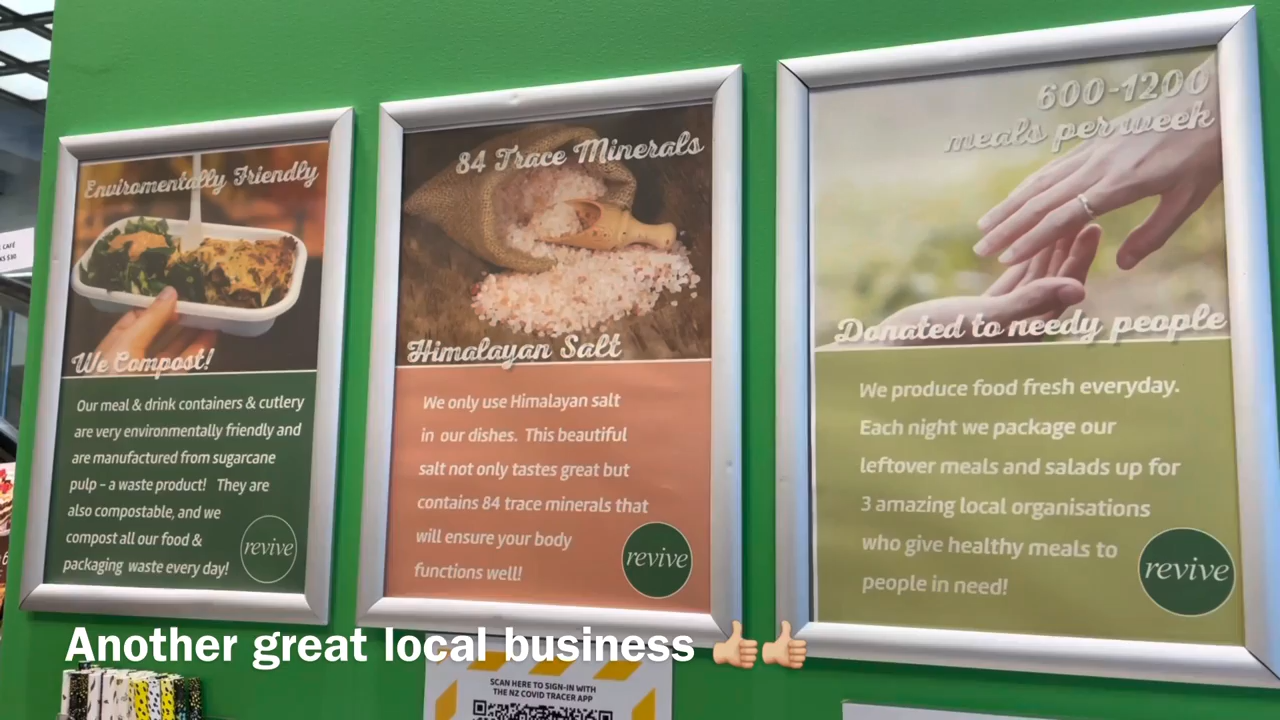 Enviromentally Friendly
We Compost!
Our meal & drink containers & cutlery
are very environmentally friendly and
are manufactured from sugarcane
pulp – a waste product! They are
also compostable, and we
compost all our food &
packaging waste every day!
revive
84 Trace Minerals
Himalayan Salt
We only use Himalayan salt
in our dishes. This beautiful
salt not only tastes great but
contains 84 trace minerals that
will ensure your body
functions well!
revive
600-1200
meals per week
Donated to needy people
We produce food fresh everyday.
Each night we package our
leftover meals and salads up for
3 amazing local organisations
who give healthy meals to
people in need!
revive
Another great local business 👍🏼👍🏼
SCAN HERE TO SIGN-IN WITH
THE NZ COVID TRACER APP
CAFÉ
$30